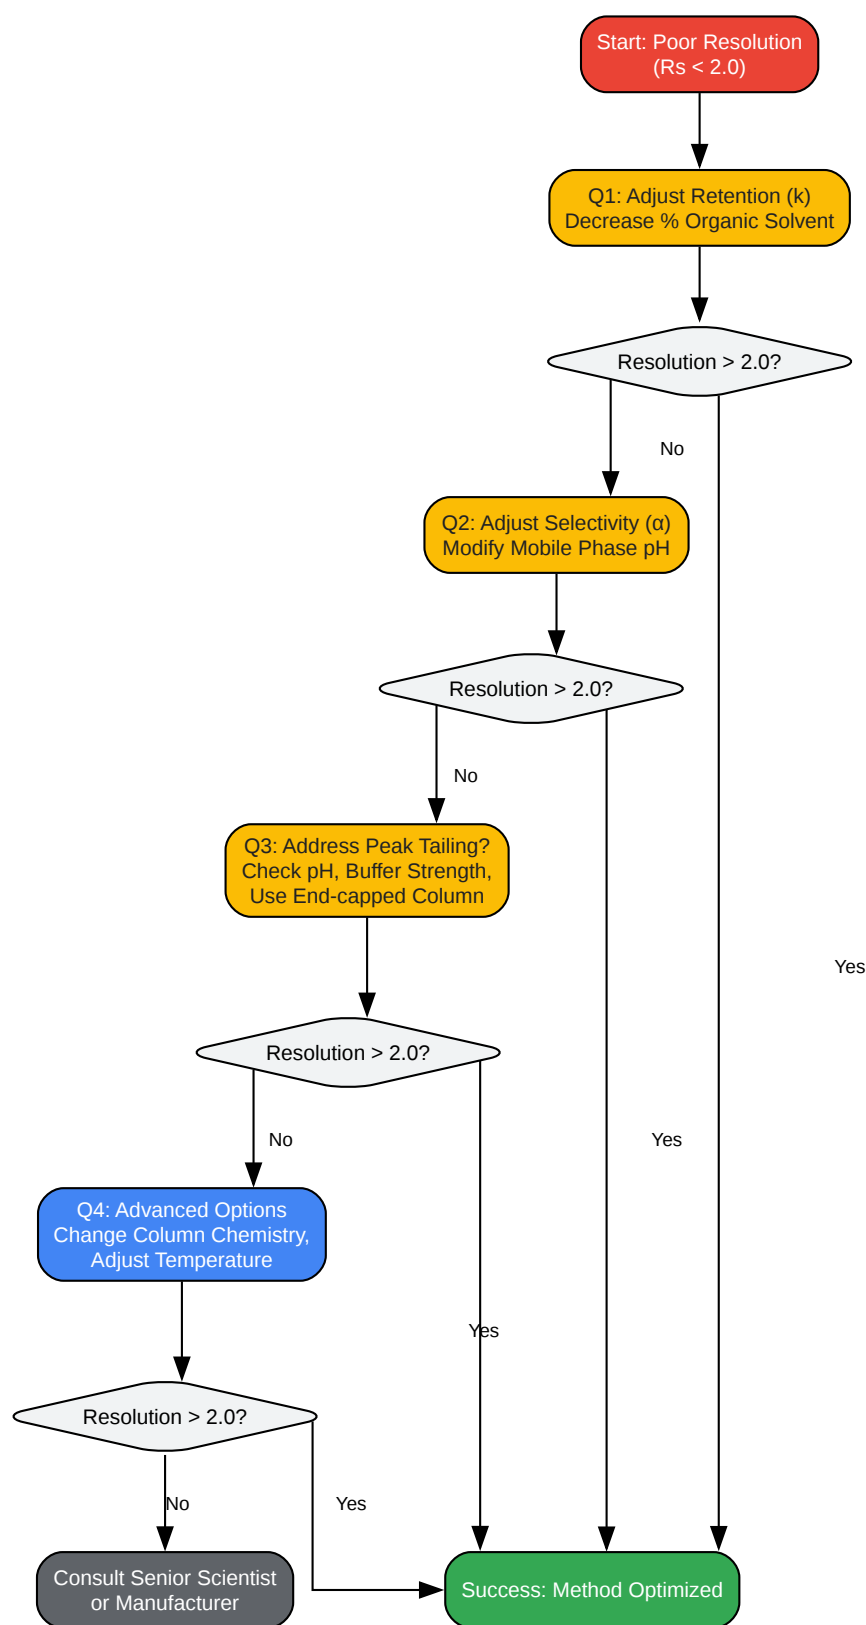 Start: Poor Resolution
(Rs < 2.0)
Q1: Adjust Retention (k)
Decrease % Organic Solvent
Resolution > 2.0?
No
Q2: Adjust Selectivity (α)
Modify Mobile Phase pH
Resolution > 2.0?
No
Q3: Address Peak Tailing?
Check pH, Buffer Strength,
Use End-capped Column
Yes
Resolution > 2.0?
No
Yes
Q4: Advanced Options
Change Column Chemistry,
Adjust Temperature
Yes
Resolution > 2.0?
No
Yes
Consult Senior Scientist
or Manufacturer
Success: Method Optimized